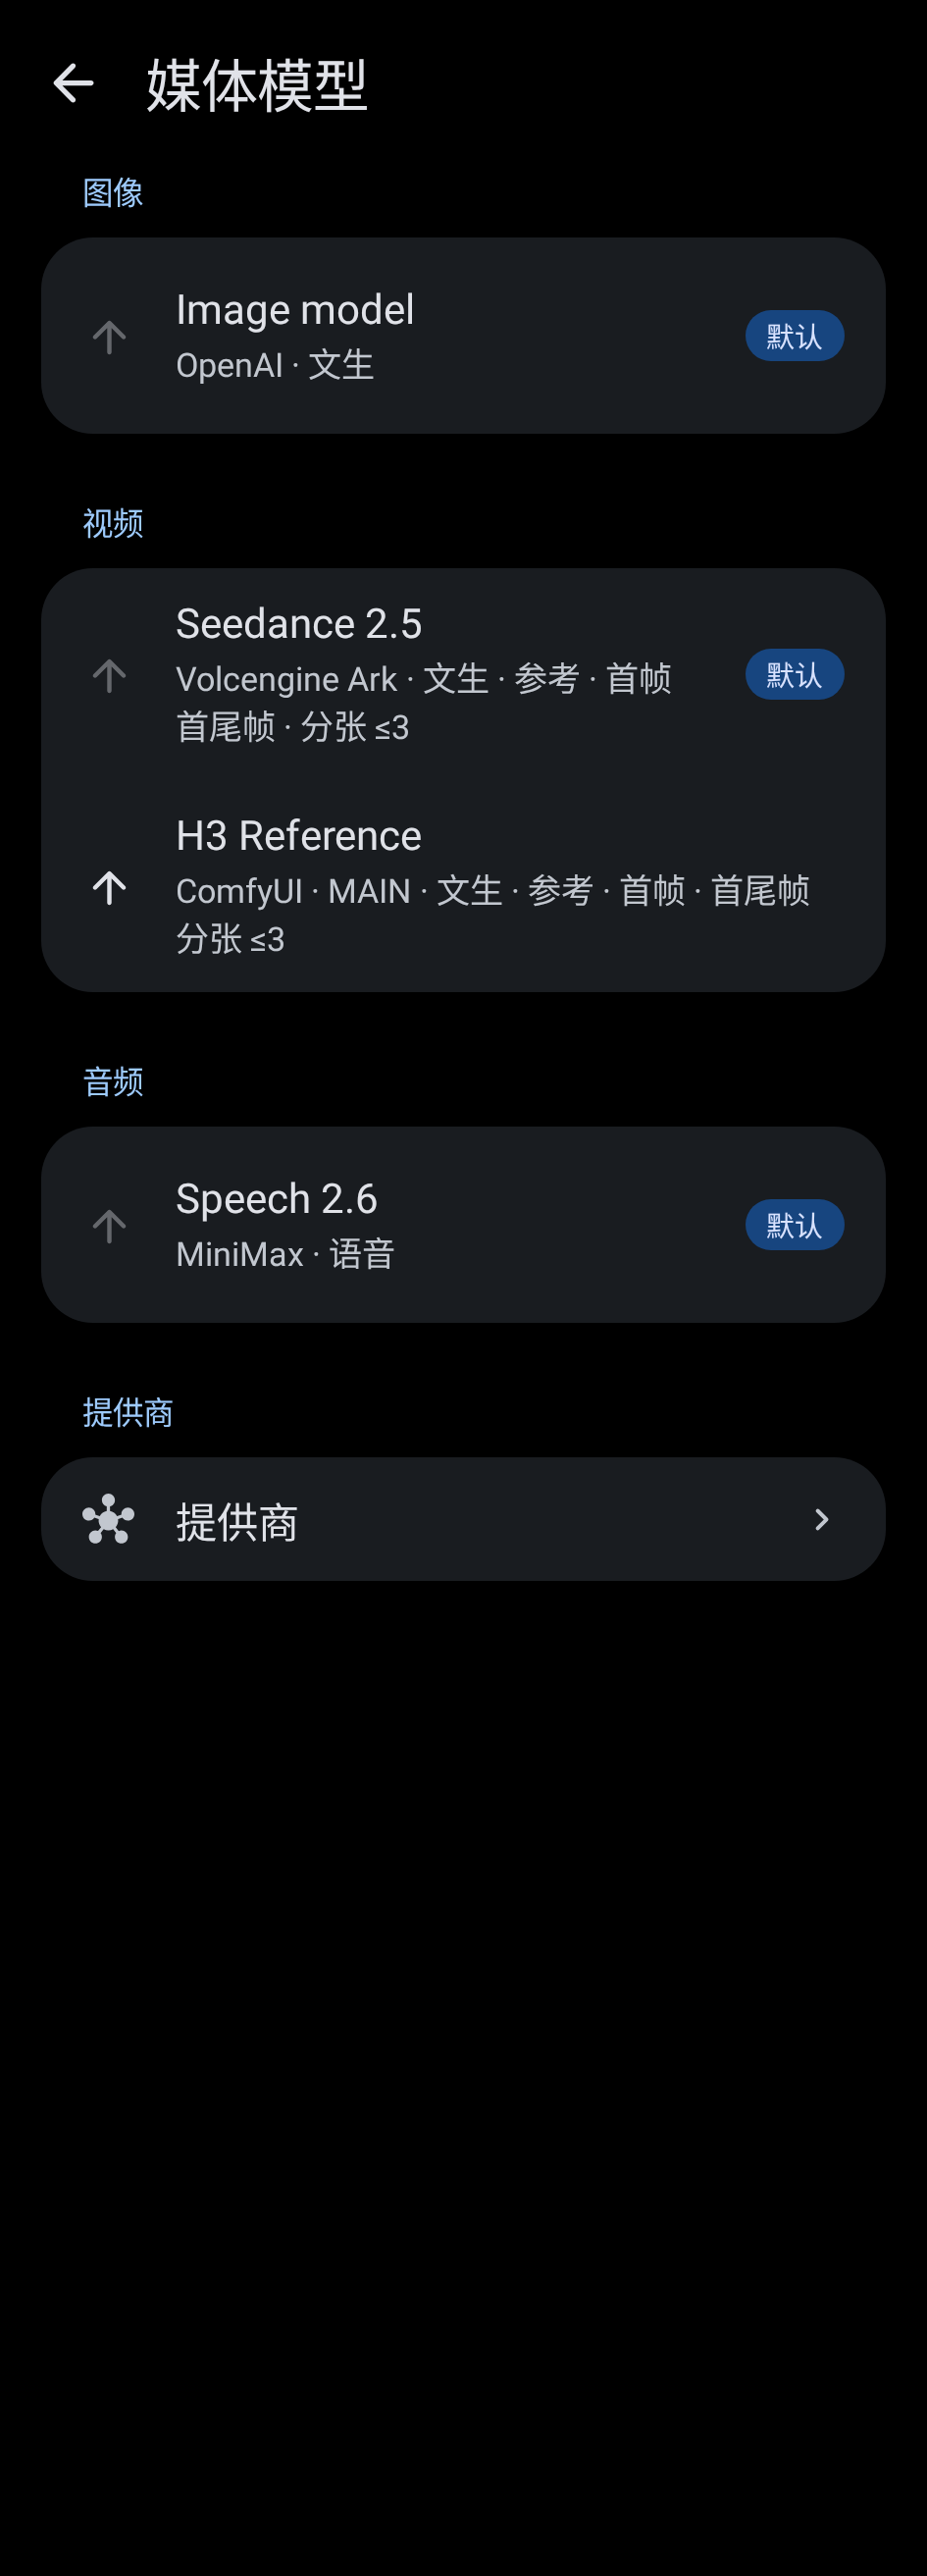 媒体模型
图像
Image model
OpenAI · 文生
默认
视频
Seedance 2.5
Volcengine Ark · 文生 · 参考 · 首帧
首尾帧 · 分张 ≤3
默认
H3 Reference
ComfyUI · MAIN · 文生 · 参考 · 首帧 · 首尾帧
分张 ≤3
音频
Speech 2.6
MiniMax · 语音
默认
提供商
提供商